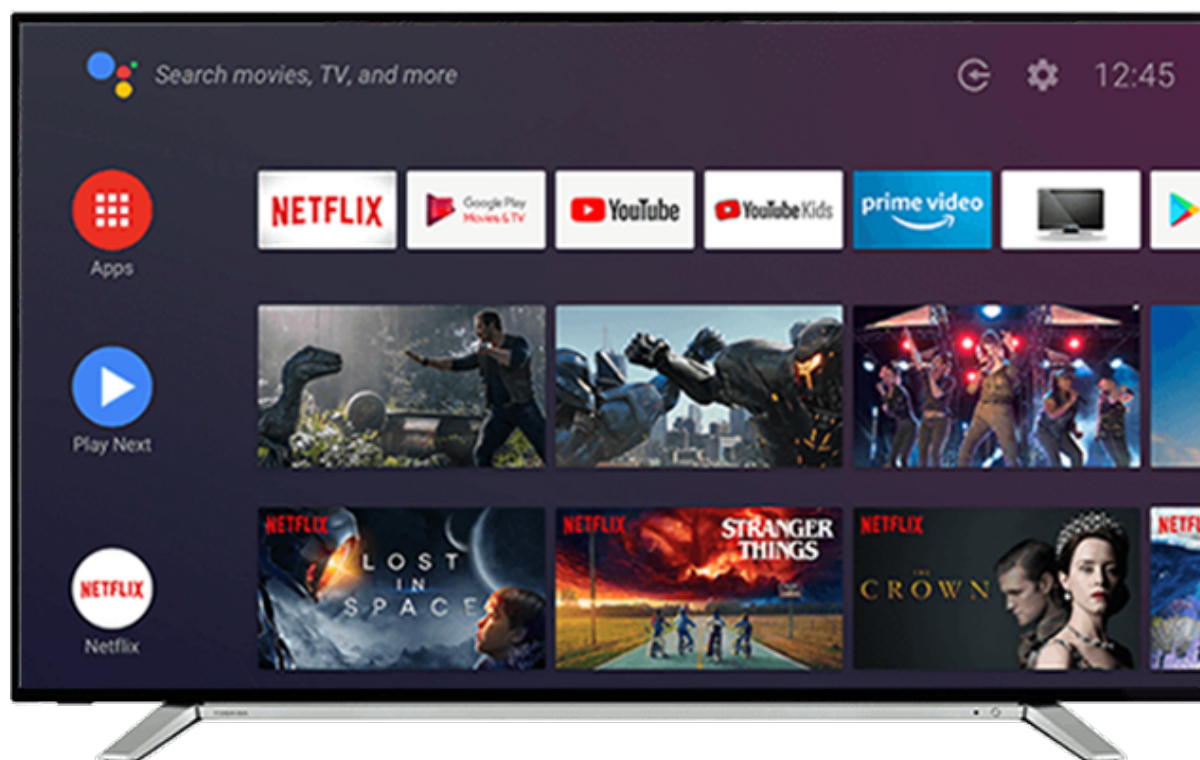 Search movies, TV, and more
12:45
NETFLIX
Google Play
Movies & TV
YouTube
YouTube Kids
prime video
Apps
Play Next
NETFLIX
LOST
IN
SPACE
NETFLIX
STRANGER
THINGS
NETFLIX
THE
CROWN
NETFLIX
Netflix
TOSHIBA